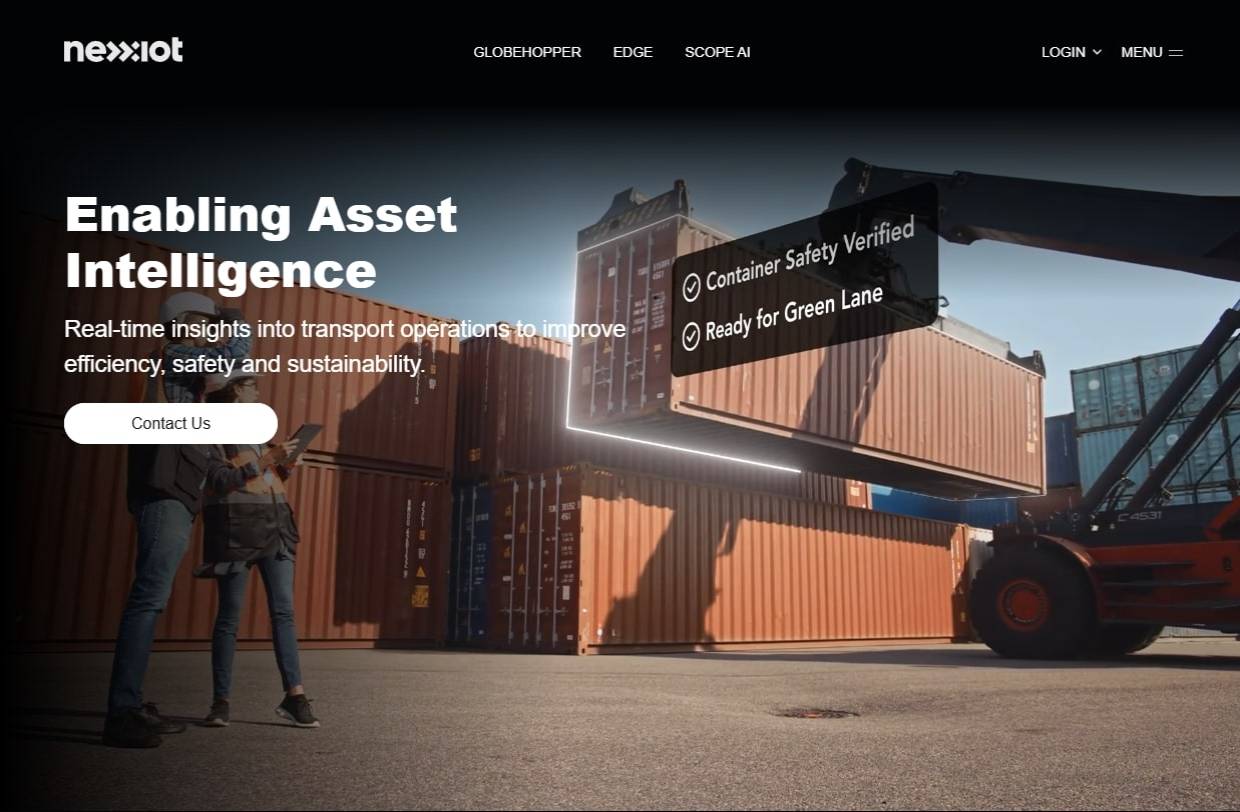 nexxiot
GLOBEHOPPER
EDGE
SCOPE AI
LOGIN
MENU
Enabling Asset
Intelligence
Real-time insights into transport operations to improve
efficiency, safety and sustainability.
Contact Us
Container Safety Verified
Ready for Green Lane
C4531